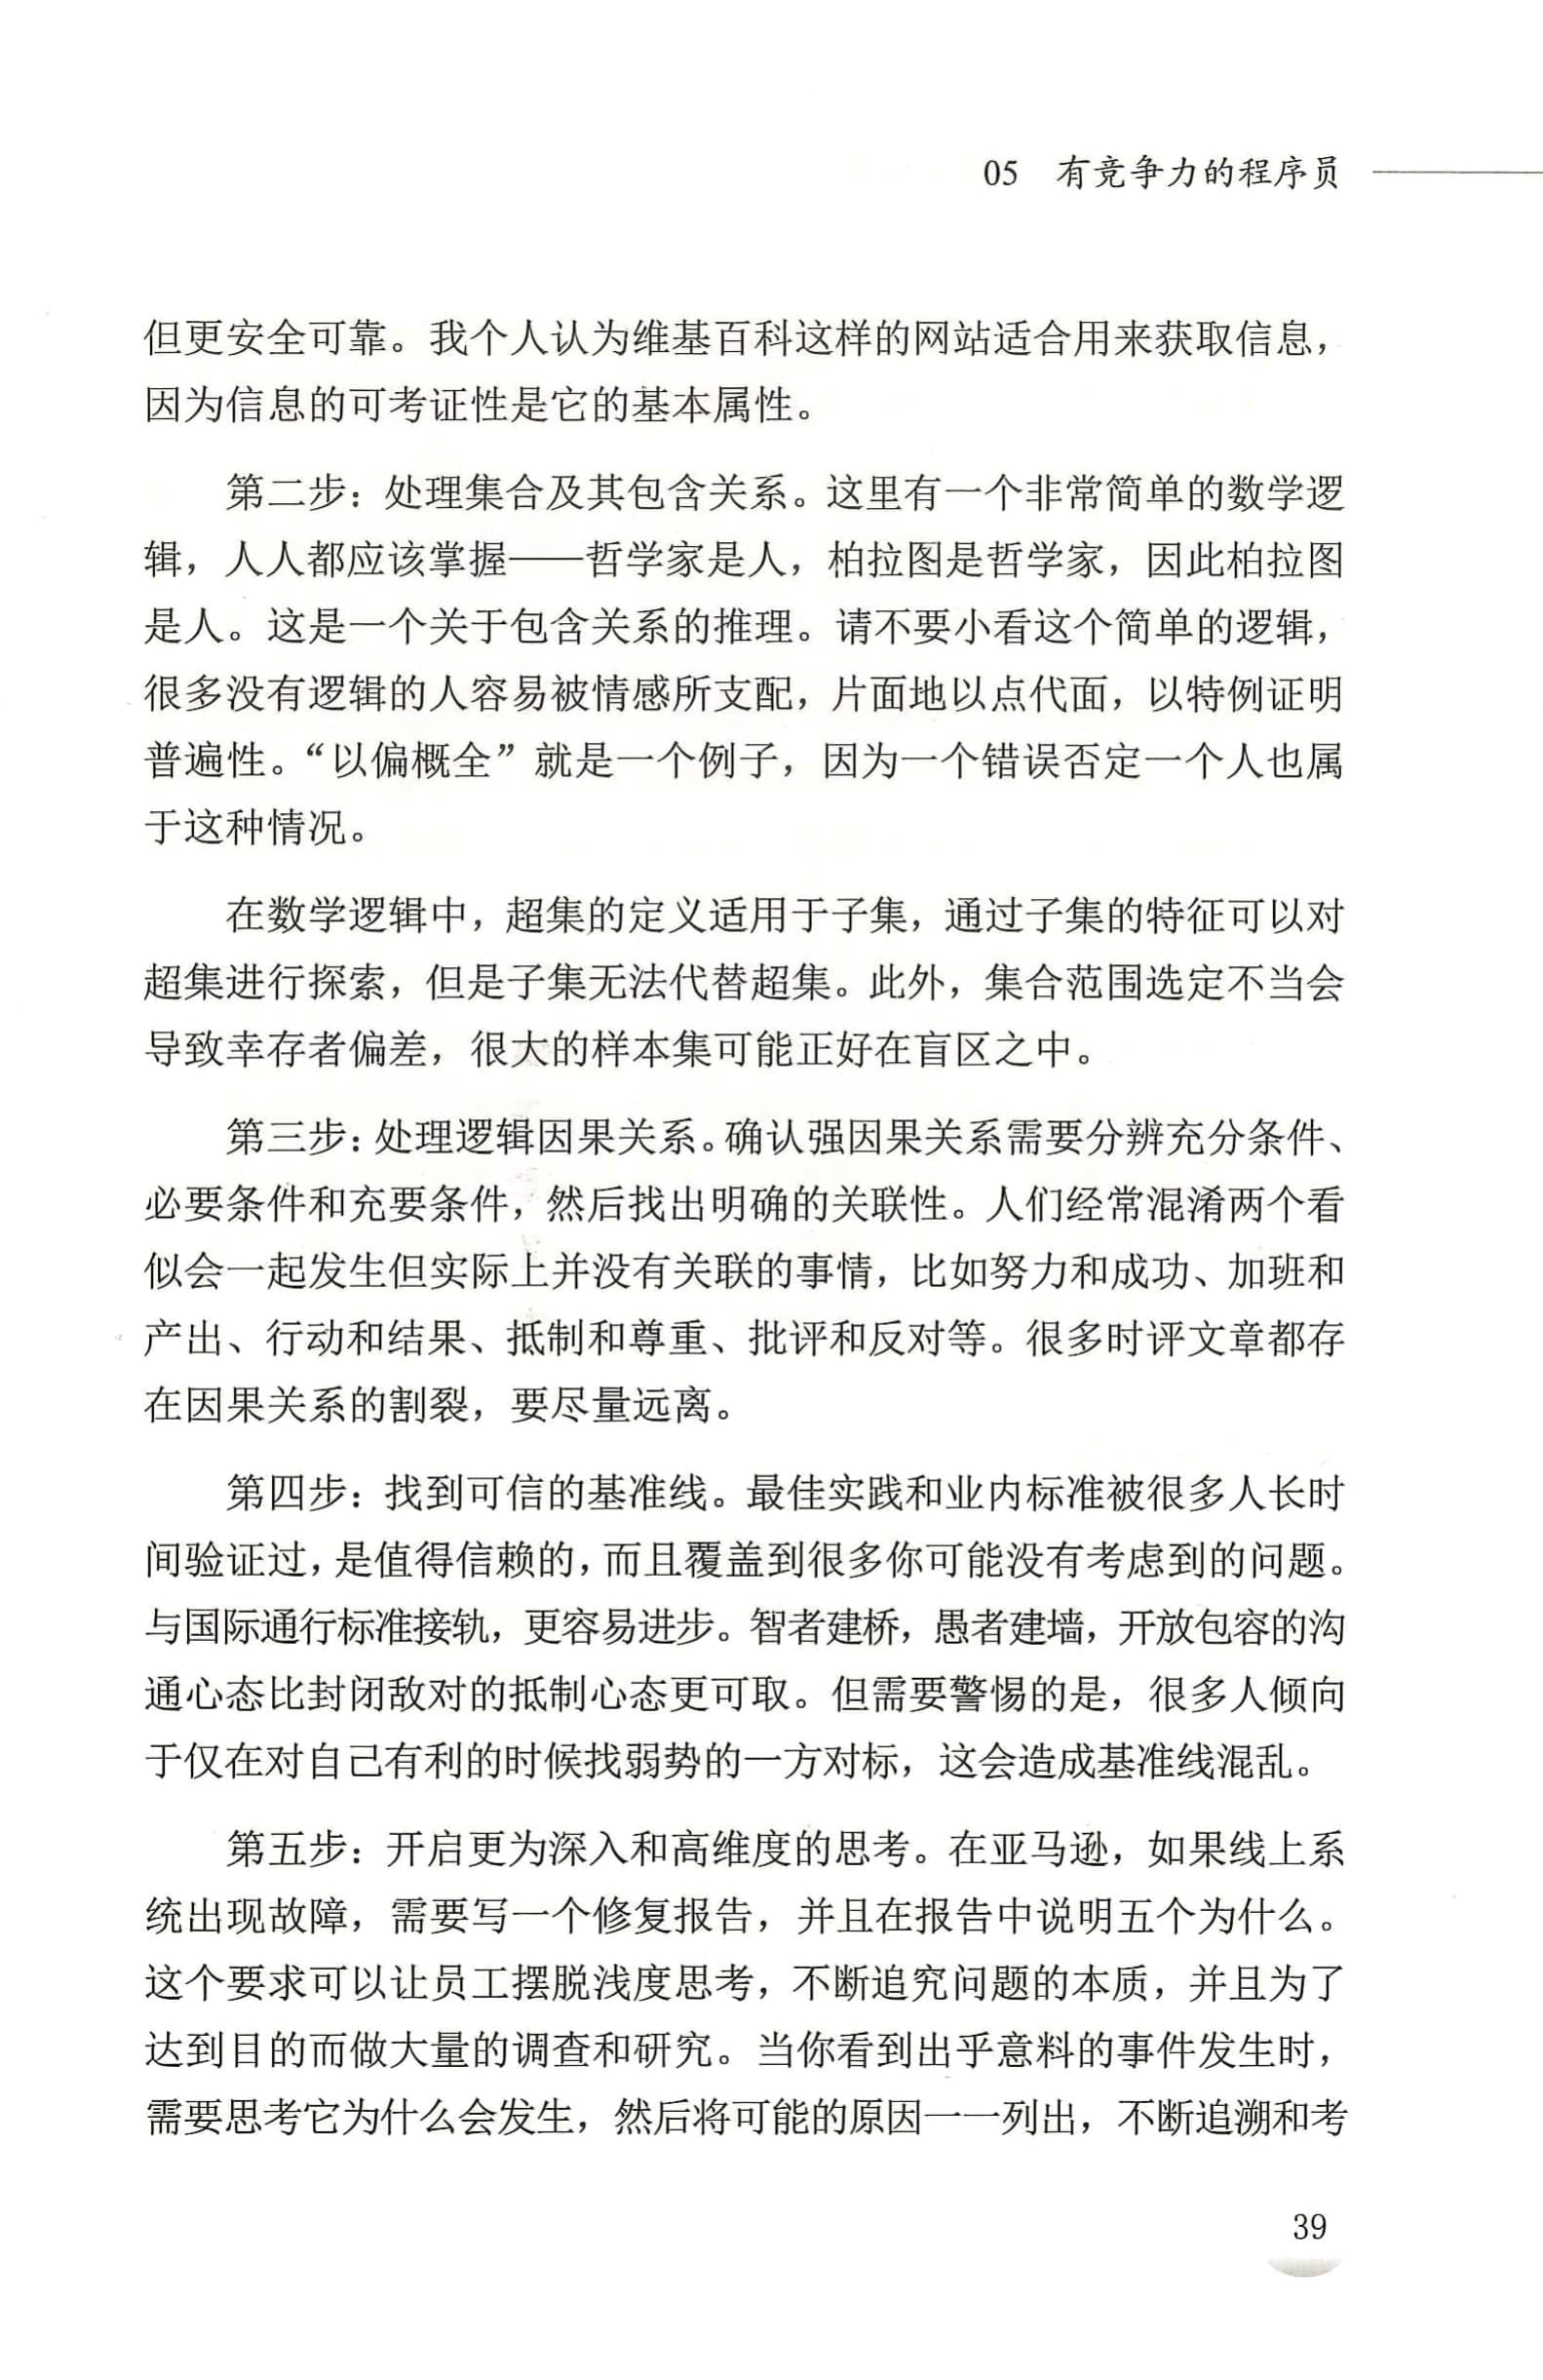 05 有竞争力的程序员
但更安全可靠。我个人认为维基百科这样的网站适合用来获取信息，
因为信息的可考证性是它的基本属性。
第二步：处理集合及其包含关系。这里有一个非常简单的数学逻
辑，人人都应该掌握——哲学家是人，柏拉图是哲学家，因此柏拉图
是人。这是一个关于包含关系的推理。请不要小看这个简单的逻辑，
很多没有逻辑的人容易被情感所支配，片面地以点代面，以特例证明
普遍性。“以偏概全”就是一个例子，因为一个错误否定一个人也属
于这种情况。
在数学逻辑中，超集的定义适用于子集，通过子集的特征可以对
超集进行探索，但是子集无法代替超集。此外，集合范围选定不当会
导致幸存者偏差，很大的样本集可能正好在盲区之中。
第三步：处理逻辑因果关系。确认强因果关系需要分辨充分条件、
必要条件和充要条件，然后找出明确的关联性。人们经常混淆两个看
似会一起发生但实际上并没有关联的事情，比如努力和成功、加班和
产出、行动和结果、抵制和尊重、批评和反对等。很多时评文章都存
在因果关系的割裂，要尽量远离。
第四步：找到可信的基准线。最佳实践和业内标准被很多人长时
间验证过，是值得信赖的，而且覆盖到很多你可能没有考虑到的问题。
与国际通行标准接轨，更容易进步。智者建桥，愚者建墙，开放包容的沟
通心态比封闭敌对的抵制心态更可取。但需要警惕的是，很多人倾向
于仅在对自己有利的时候找弱势的一方对标，这会造成基准线混乱。
第五步：开启更为深入和高维度的思考。在亚马逊，如果线上系
统出现故障，需要写一个修复报告，并且在报告中说明五个为什么。
这个要求可以让员工摆脱浅度思考，不断追究问题的本质，并且为了
达到目的而做大量的调查和研究。当你看到出乎意料的事件发生时，
需要思考它为什么会发生，然后将可能的原因一一列出，不断追溯和考
39